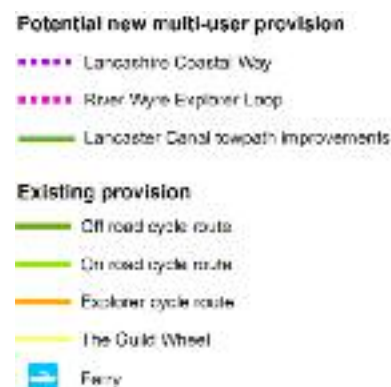 Potential new multi-user provision
Lancashire Coastal Way
River Wyre Explorer Loop
Lancaster Canal towpath improvements
Existing provision
Off road cycle route
On road cycle route
Explorer cycle route
The Guild Wheel
Ferry